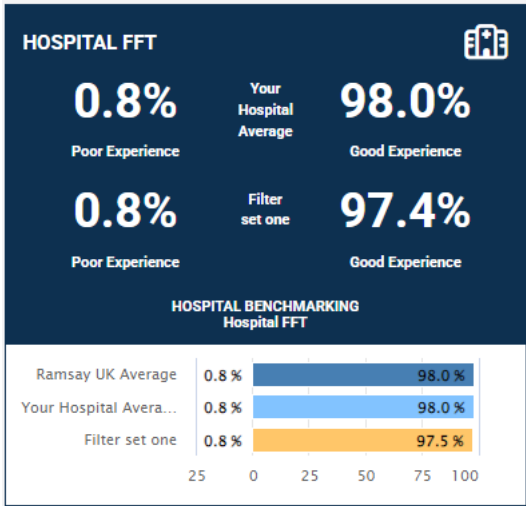 HOSPITAL FFT
0.8% Your Hospital Average 98.0%
Poor Experience Good Experience
0.8% Filter set one 97.4%
Poor Experience Good Experience
HOSPITAL BENCHMARKING
Hospital FFT
Ramsay UK Average 0.8 % 98.0 %
Your Hospital Avera... 0.8 % 98.0 %
Filter set one 0.8 % 97.5 %
25 0 25 50 75 100